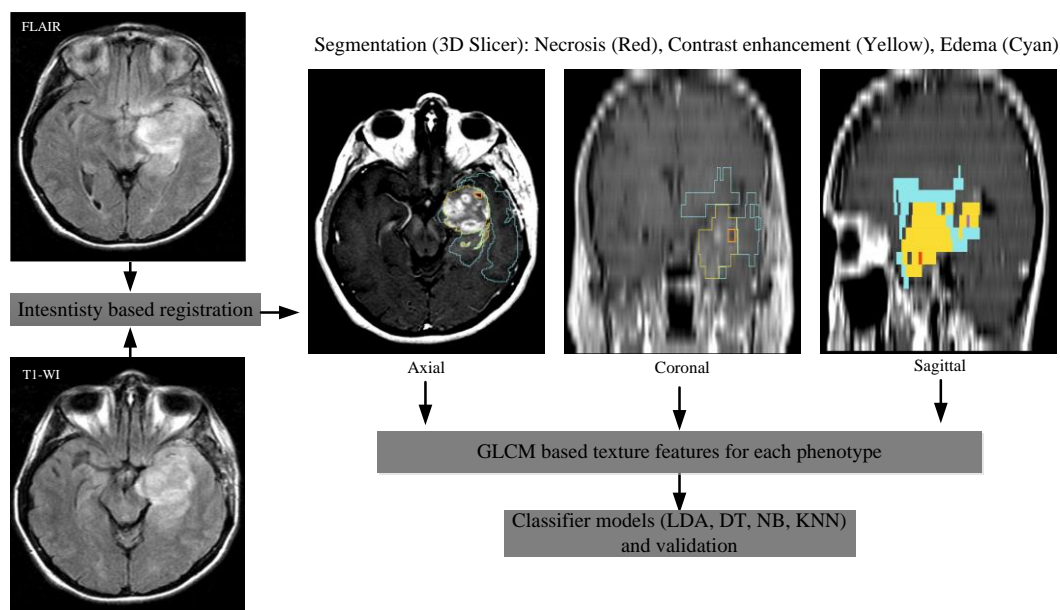 FLAIR
Segmentation (3D Slicer): Necrosis (Red), Contrast enhancement (Yellow), Edema (Cyan)
Intesntisty based registration
T1-WI
Axial
Coronal
Sagittal
GLCM based texture features for each phenotype
Classifier models (LDA, DT, NB, KNN)
and validation